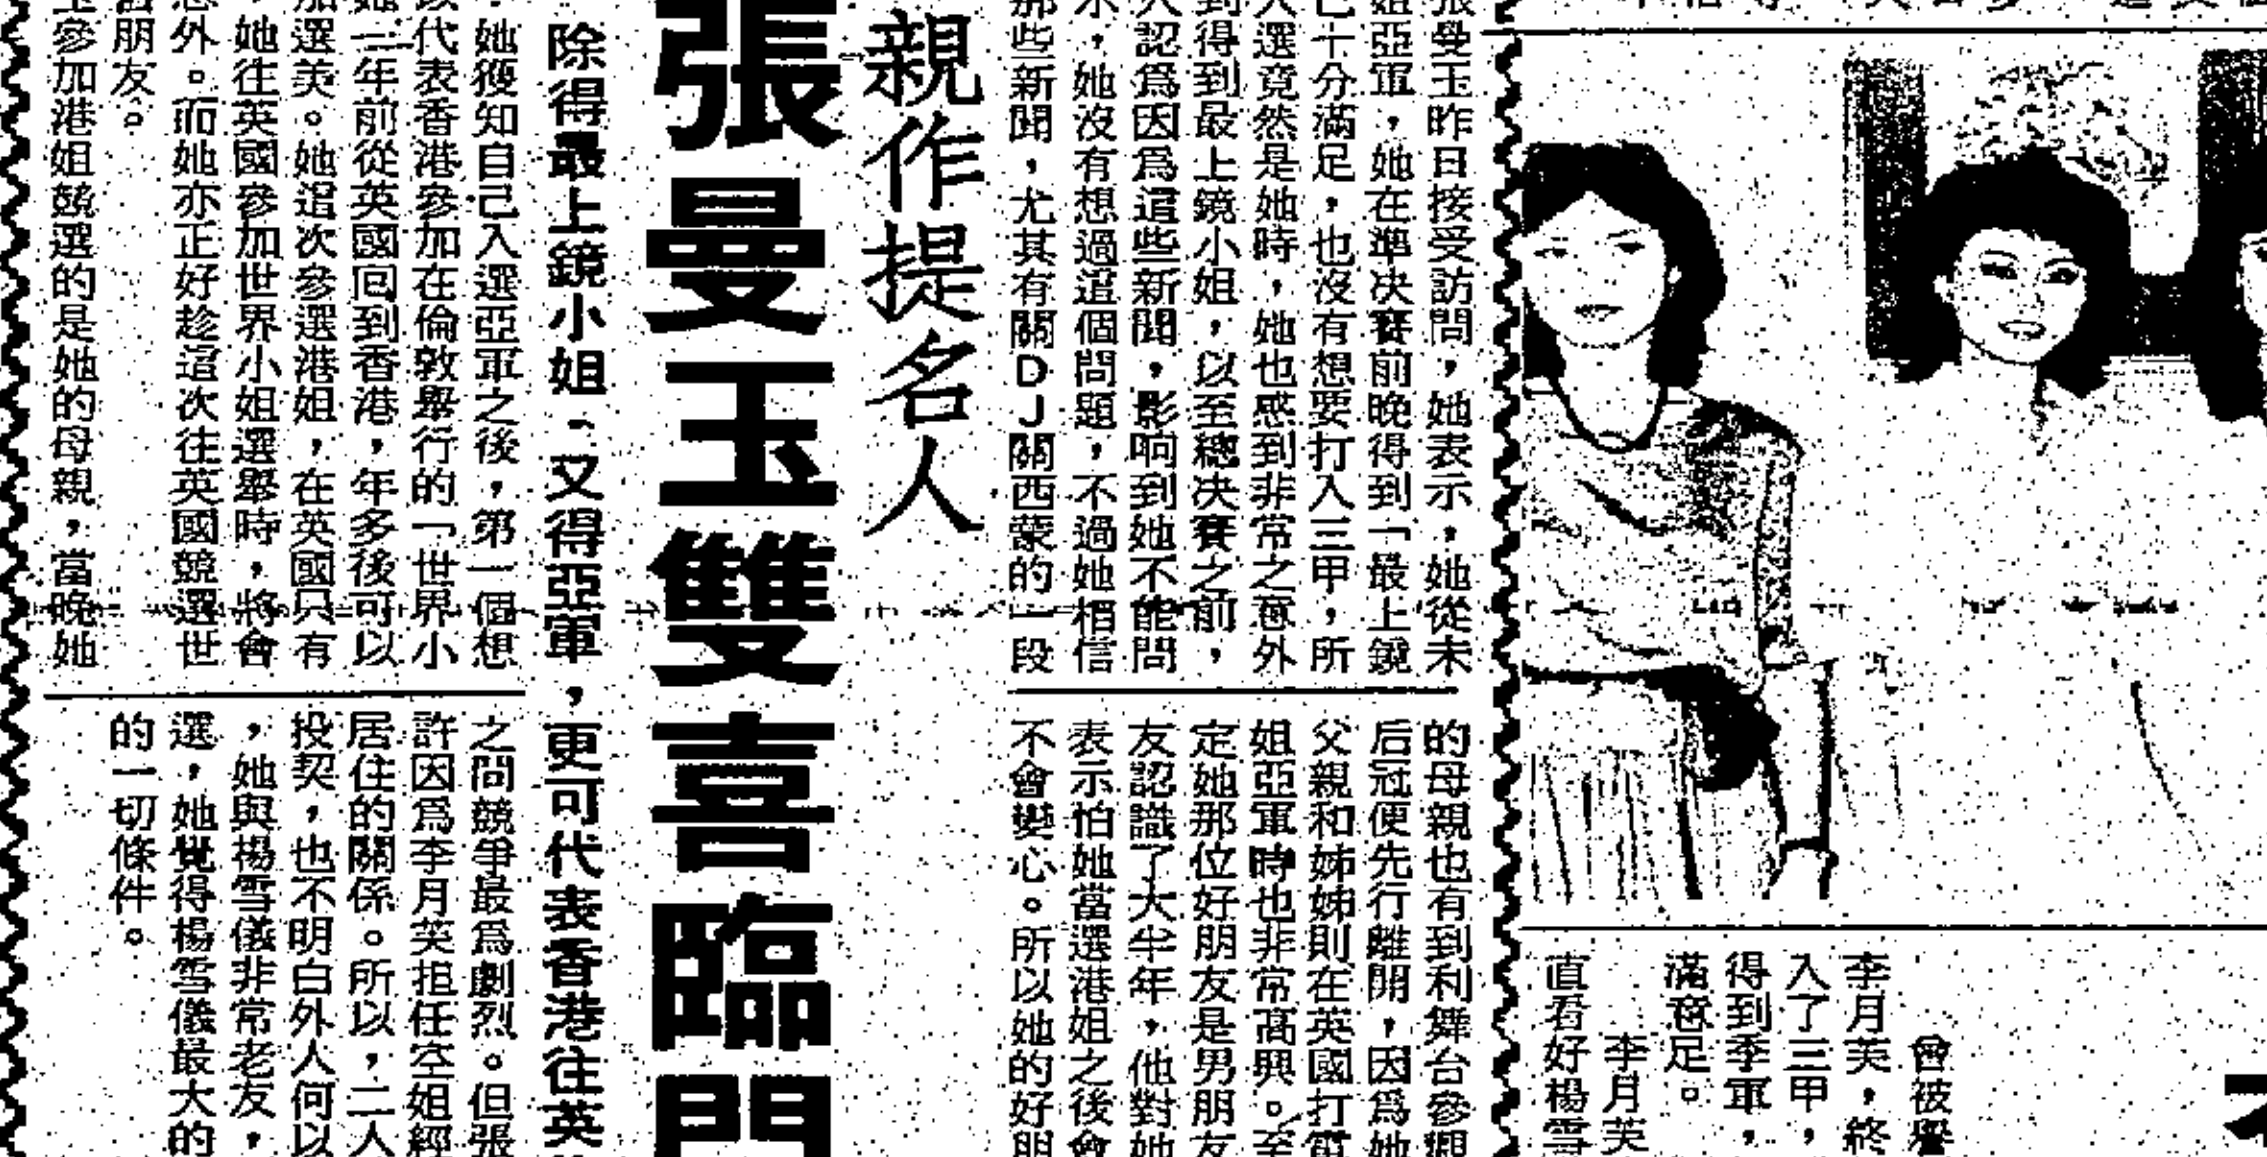 張曼玉昨日接受訪問，她表示，她從未
姐亞軍，她在準决賽前晚得到「最上鏡
已十分滿足，也沒有想要打入三甲，所
入選竟然是她時，她也感到非常之意外
到得到最上鏡小姐，以至總决賽之前，
人認爲因爲這些新聞，影响到她不能問
示，她沒有想過這個問題，不過她相信
那些新聞，尤其有關ＤＪ關西蒙的一段
的母親也有到利舞台參觀
后冠便先行離開，因爲她
父親和姊姊則在英國打電
姐亞軍時也非常高興。至
定她那位好朋友是男朋友
友認識了大半年，他對她
表示怕她當選港姐之後會
不會變心。所以她的好朋
親作提名人
張曼玉雙喜臨門
除得最上鏡小姐、又得亞軍，更可代表香港往英
，她獲知自己入選亞軍之後，第一個想
以代表香港參加在倫敦舉行的「世界小
她二年前從英國回到香港，年多後可以
加選美。她這次參選港姐，在英國只有
，她往英國參加世界小姐選舉時，將會
意外。而她亦正好趁這次往英國競選世
朋友。
玉參加港姐競選的是她的母親，當晚她
之間競爭最爲劇烈。但張
許因爲李月英担任空姐經
居住的關係。所以，二人
投契，也不明白外人何以
，她與楊雪儀非常老友，
選，她覺得楊雪儀最大的
的一切條件。
曾被譽
李月英，終
入了三甲，
得到季軍，
滿意足。
李月英
直看好楊雪